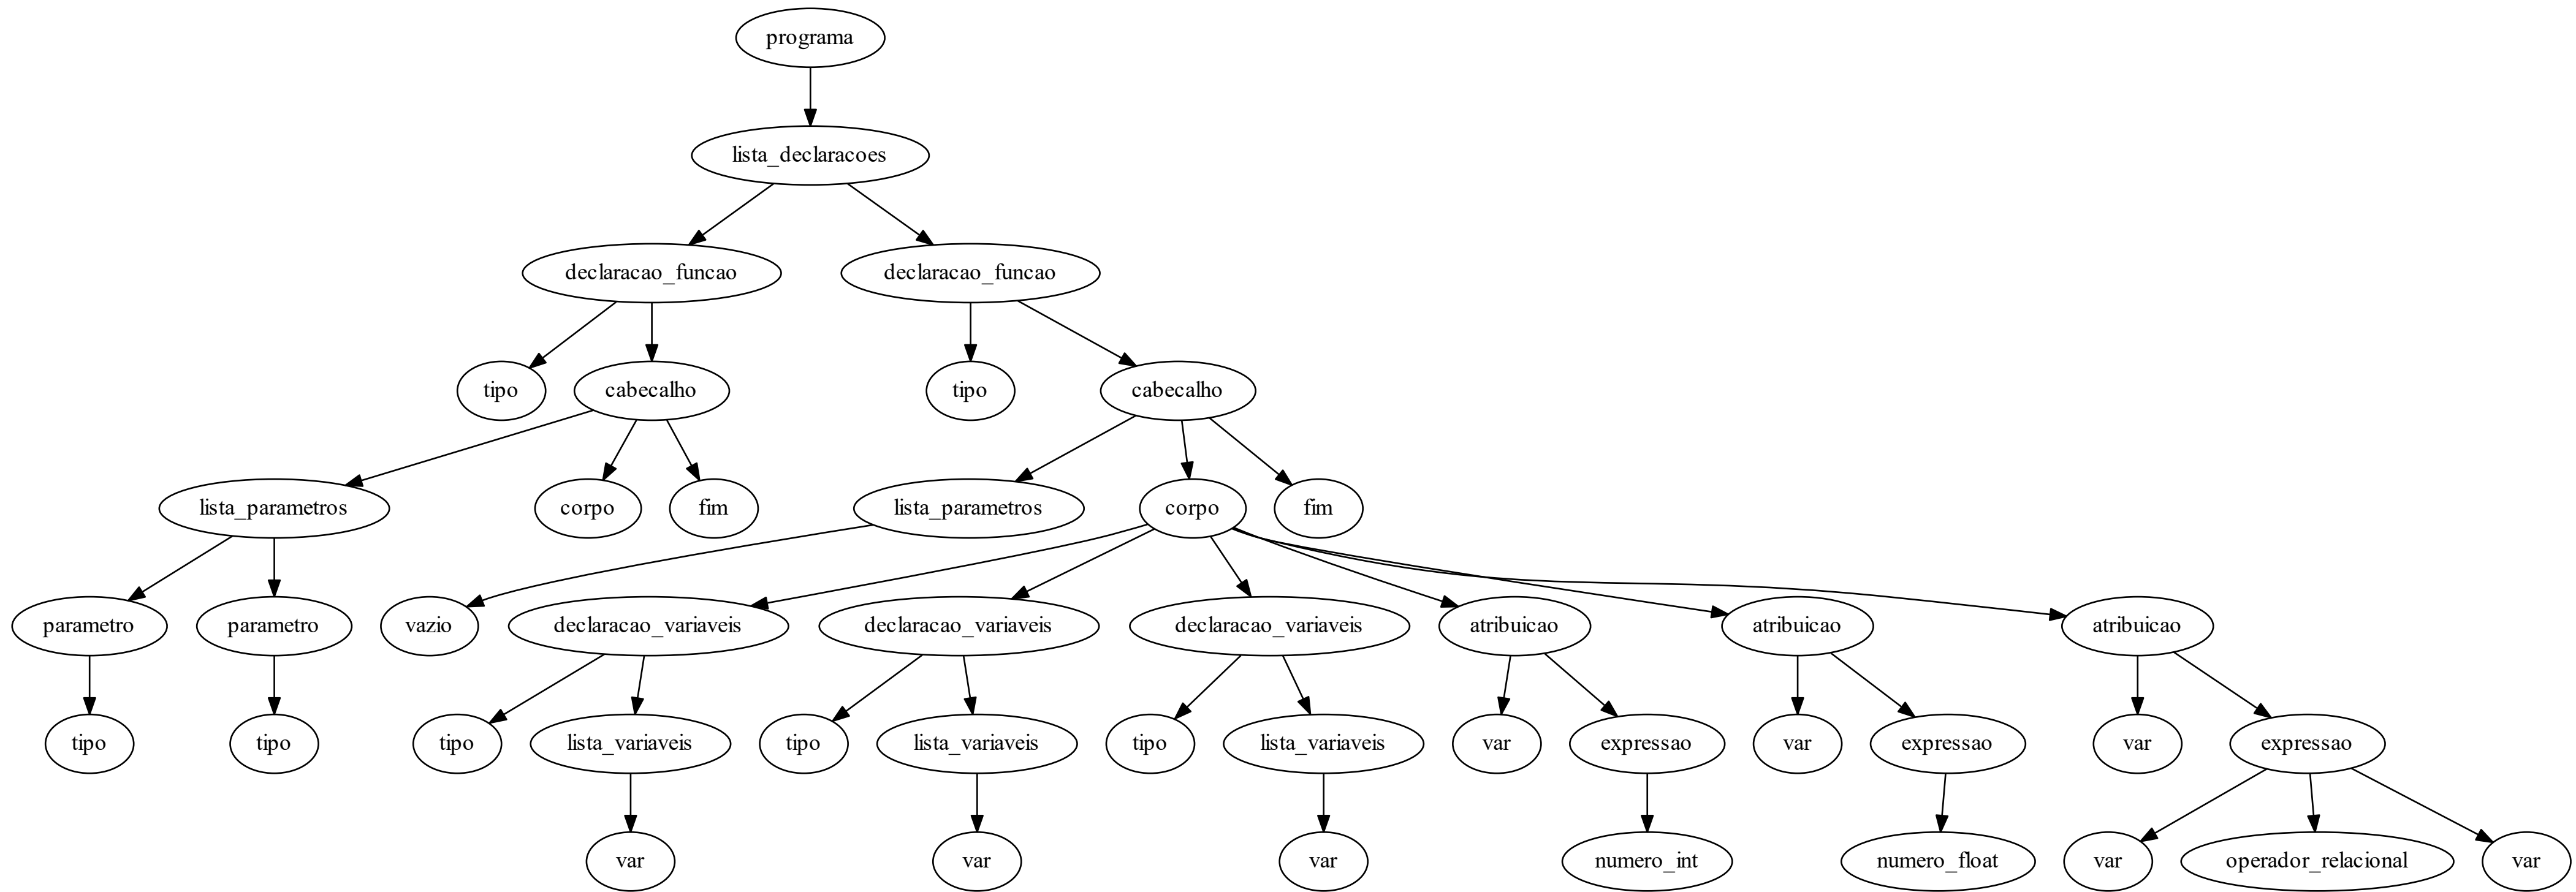 programa
lista_declaracoes
declaracao_funcao declaracao_funcao
tipo cabecalho tipo cabecalho
lista_parametros corpo fim lista_parametros corpo fim
parametro parametro vazio declaracao_variaveis declaracao_variaveis declaracao_variaveis atribuicao atribuicao atribuicao
tipo tipo tipo lista_variaveis tipo lista_variaveis tipo lista_variaveis var expressao var expressao var expressao
var var var numero_int numero_float var operador_relacional var